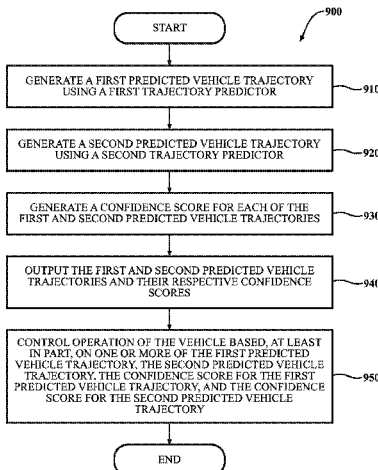 900
START
GENERATE A FIRST PREDICTED VEHICLE TRAJECTORY
USING A FIRST TRAJECTORY PREDICTOR
910
GENERATE A SECOND PREDICTED VEHICLE TRAJECTORY
USING A SECOND TRAJECTORY PREDICTOR
920
GENERATE A CONFIDENCE SCORE FOR EACH OF THE
FIRST AND SECOND PREDICTED VEHICLE TRAJECTORIES
930
OUTPUT THE FIRST AND SECOND PREDICTED VEHICLE
TRAJECTORIES AND THEIR RESPECTIVE CONFIDENCE
SCORES
940
CONTROL OPERATION OF THE VEHICLE BASED, AT LEAST
IN PART, ON ONE OR MORE OF THE FIRST PREDICTED
VEHICLE TRAJECTORY, THE SECOND PREDICTED VEHICLE
TRAJECTORY, THE CONFIDENCE SCORE FOR THE FIRST
PREDICTED VEHICLE TRAJECTORY, AND THE CONFIDENCE
SCORE FOR THE SECOND PREDICTED VEHICLE
TRAJECTORY
950
END